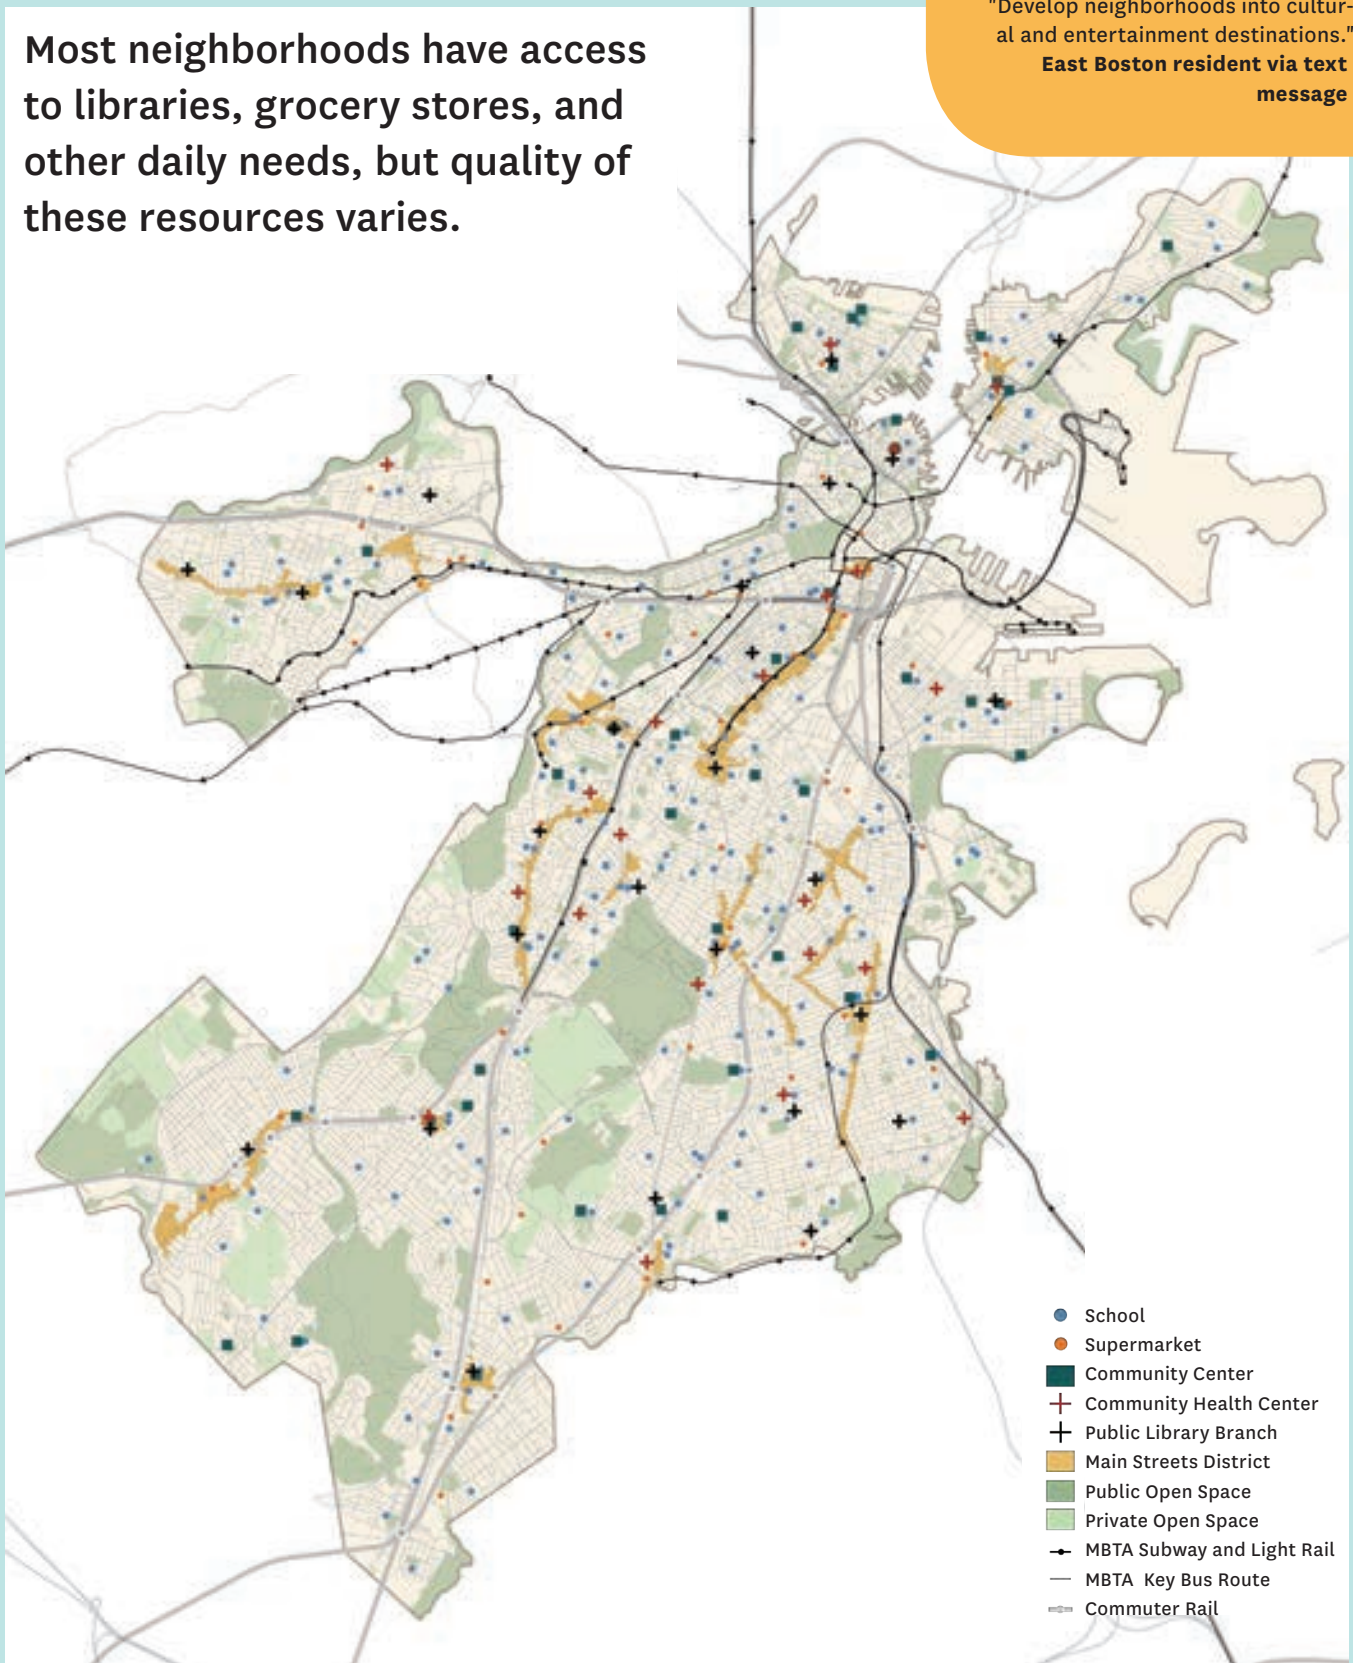 Most neighborhoods have access
to libraries, grocery stores, and
other daily needs, but quality of
these resources varies.
"Develop neighborhoods into cultur-
al and entertainment destinations."
East Boston resident via text
message
School
Supermarket
Community Center
Community Health Center
Public Library Branch
Main Streets District
Public Open Space
Private Open Space
MBTA Subway and Light Rail
MBTA Key Bus Route
Commuter Rail